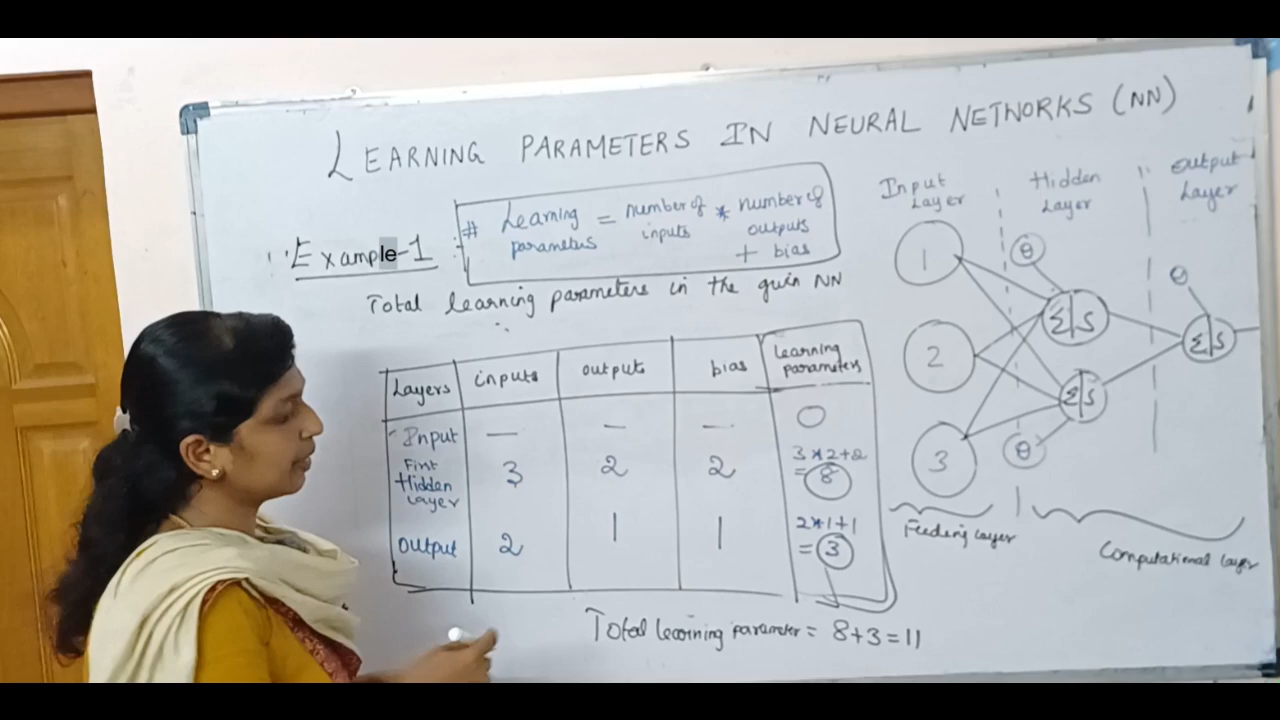 LEARNING PARAMETERS IN NEURAL NETWORKS (NN)
Example-1
# Learning parameters = number of inputs * number of outputs + bias
Total learning parameters in the given NN
Layers inputs outputs bias learning parameters
Input — — — 0
First Hidden Layer 3 2 2 3*2+2 = 8
output 2 1 1 2*1+1 = 3
Total learning parameter = 8+3=11
Input Layer
Hidden Layer
Output Layer
1
θ
θ
Σ|S
2
Σ|S
Σ|S
3
θ
Feeding layer
Computational layer